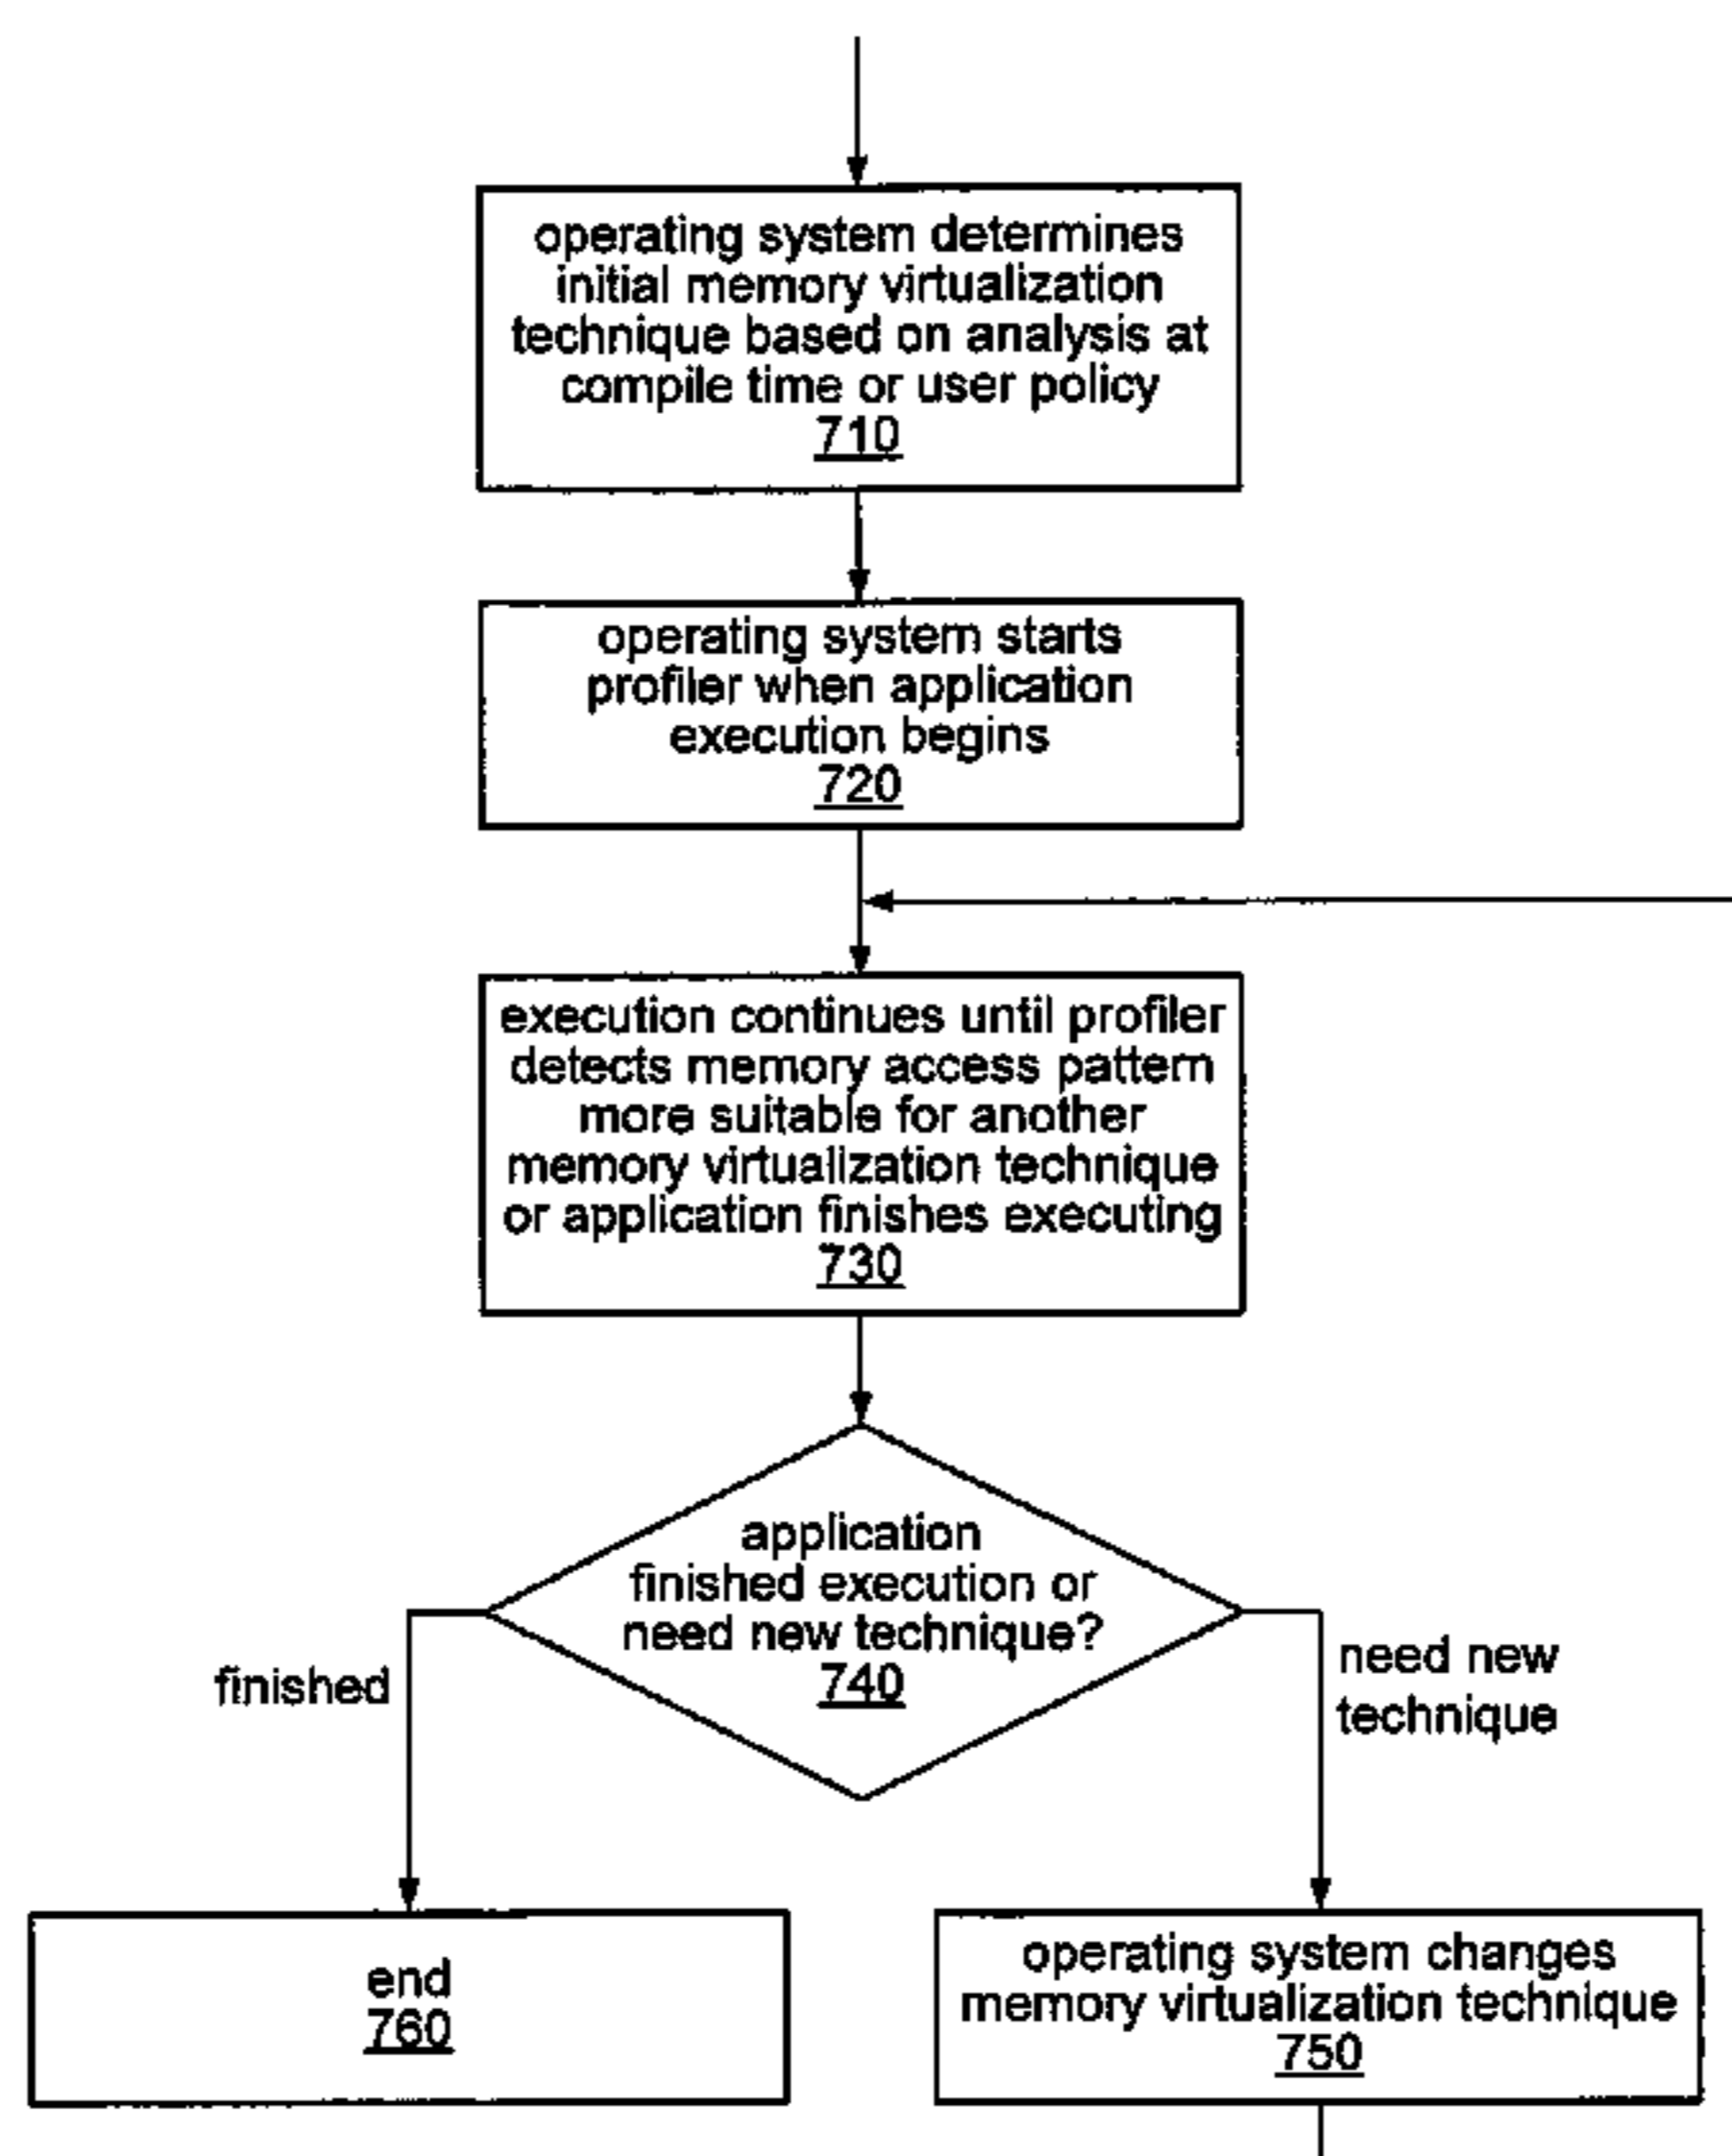 operating system determines
initial memory virtualization
technique based on analysis at
compile time or user policy
710
operating system starts
profiler when application
execution begins
720
execution continues until profiler
detects memory access pattern
more suitable for another
memory virtualization technique
or application finishes executing
730
application
finished execution or
need new technique?
740
finished
need new
technique
end
760
operating system changes
memory virtualization technique
750